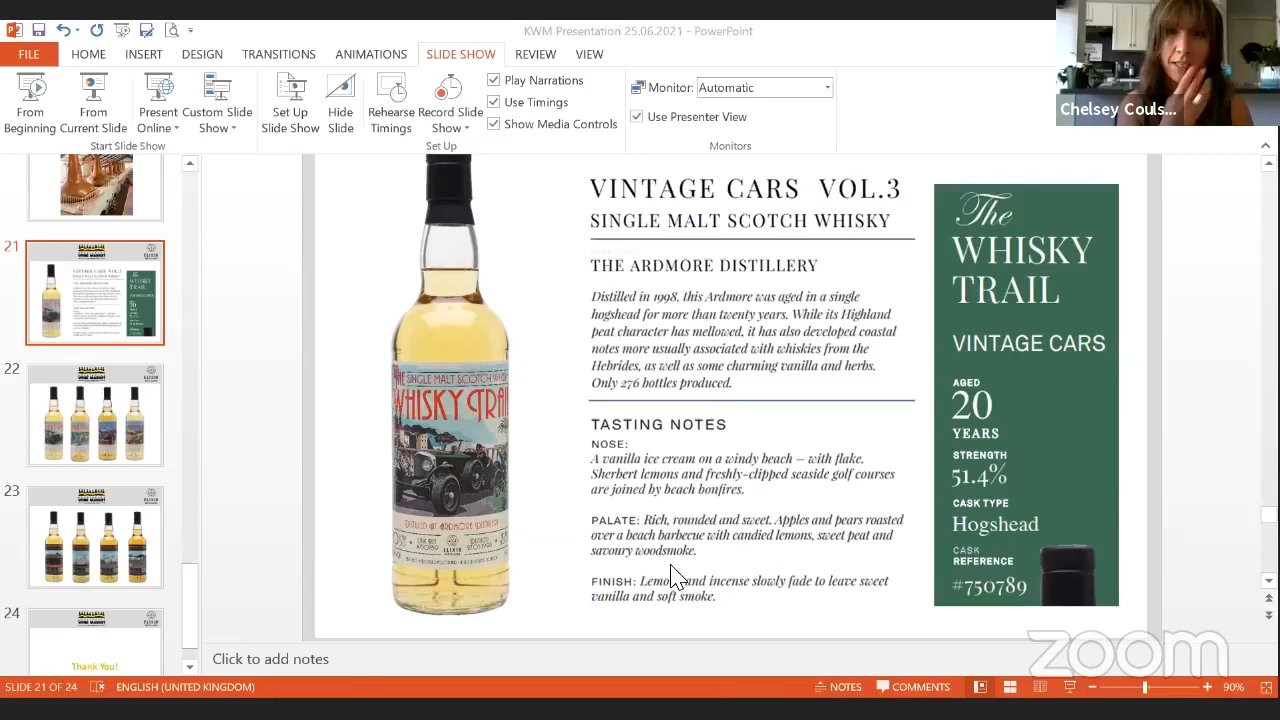 KWM Presentation 25.06.2021 - PowerPoint
FILE HOME INSERT DESIGN TRANSITIONS ANIMATIONS SLIDE SHOW REVIEW VIEW
From Beginning
From Current Slide
Present Online
Custom Slide Show
Set Up Slide Show
Hide Slide
Rehearse Timings
Record Slide Show
Play Narrations
Use Timings
Show Media Controls
Monitor: Automatic
Use Presenter View
Start Slide Show
Set Up
Monitors
Chelsey Couls...
21
22
23
24
Thank You!
VINTAGE CARS VOL.3
SINGLE MALT SCOTCH WHISKY
THE ARDMORE DISTILLERY
Distilled in 1998, this Ardmore was aged in a single
hogshead for more than twenty years. While its Highland
peat character has mellowed, it has also developed coastal
notes more usually associated with whiskies from the
Hebrides, as well as some charming vanilla and herbs.
Only 276 bottles produced.
TASTING NOTES
NOSE:
A vanilla ice cream on a windy beach – with flake.
Sherbert lemons and freshly-clipped seaside golf courses
are joined by beach bonfires.
PALATE: Rich, rounded and sweet. Apples and pears roasted
over a beach barbecue with candied lemons, sweet peat and
savoury woodsmoke.
FINISH: and incense slowly fade to leave sweet
vanilla and soft smoke.
The
WHISKY
TRAIL
VINTAGE CARS
AGED
20
YEARS
STRENGTH
51.4%
CASK TYPE
Hogshead
CASK
REFERENCE
#750789
THE SINGLE MALT SCOTCH
WHISKY TRAIL
DISTILLED AT ARDMORE DISTILLERY
ELIXIR
zoom
Click to add notes
SLIDE 21 OF 24 ENGLISH (UNITED KINGDOM) NOTES COMMENTS 90%